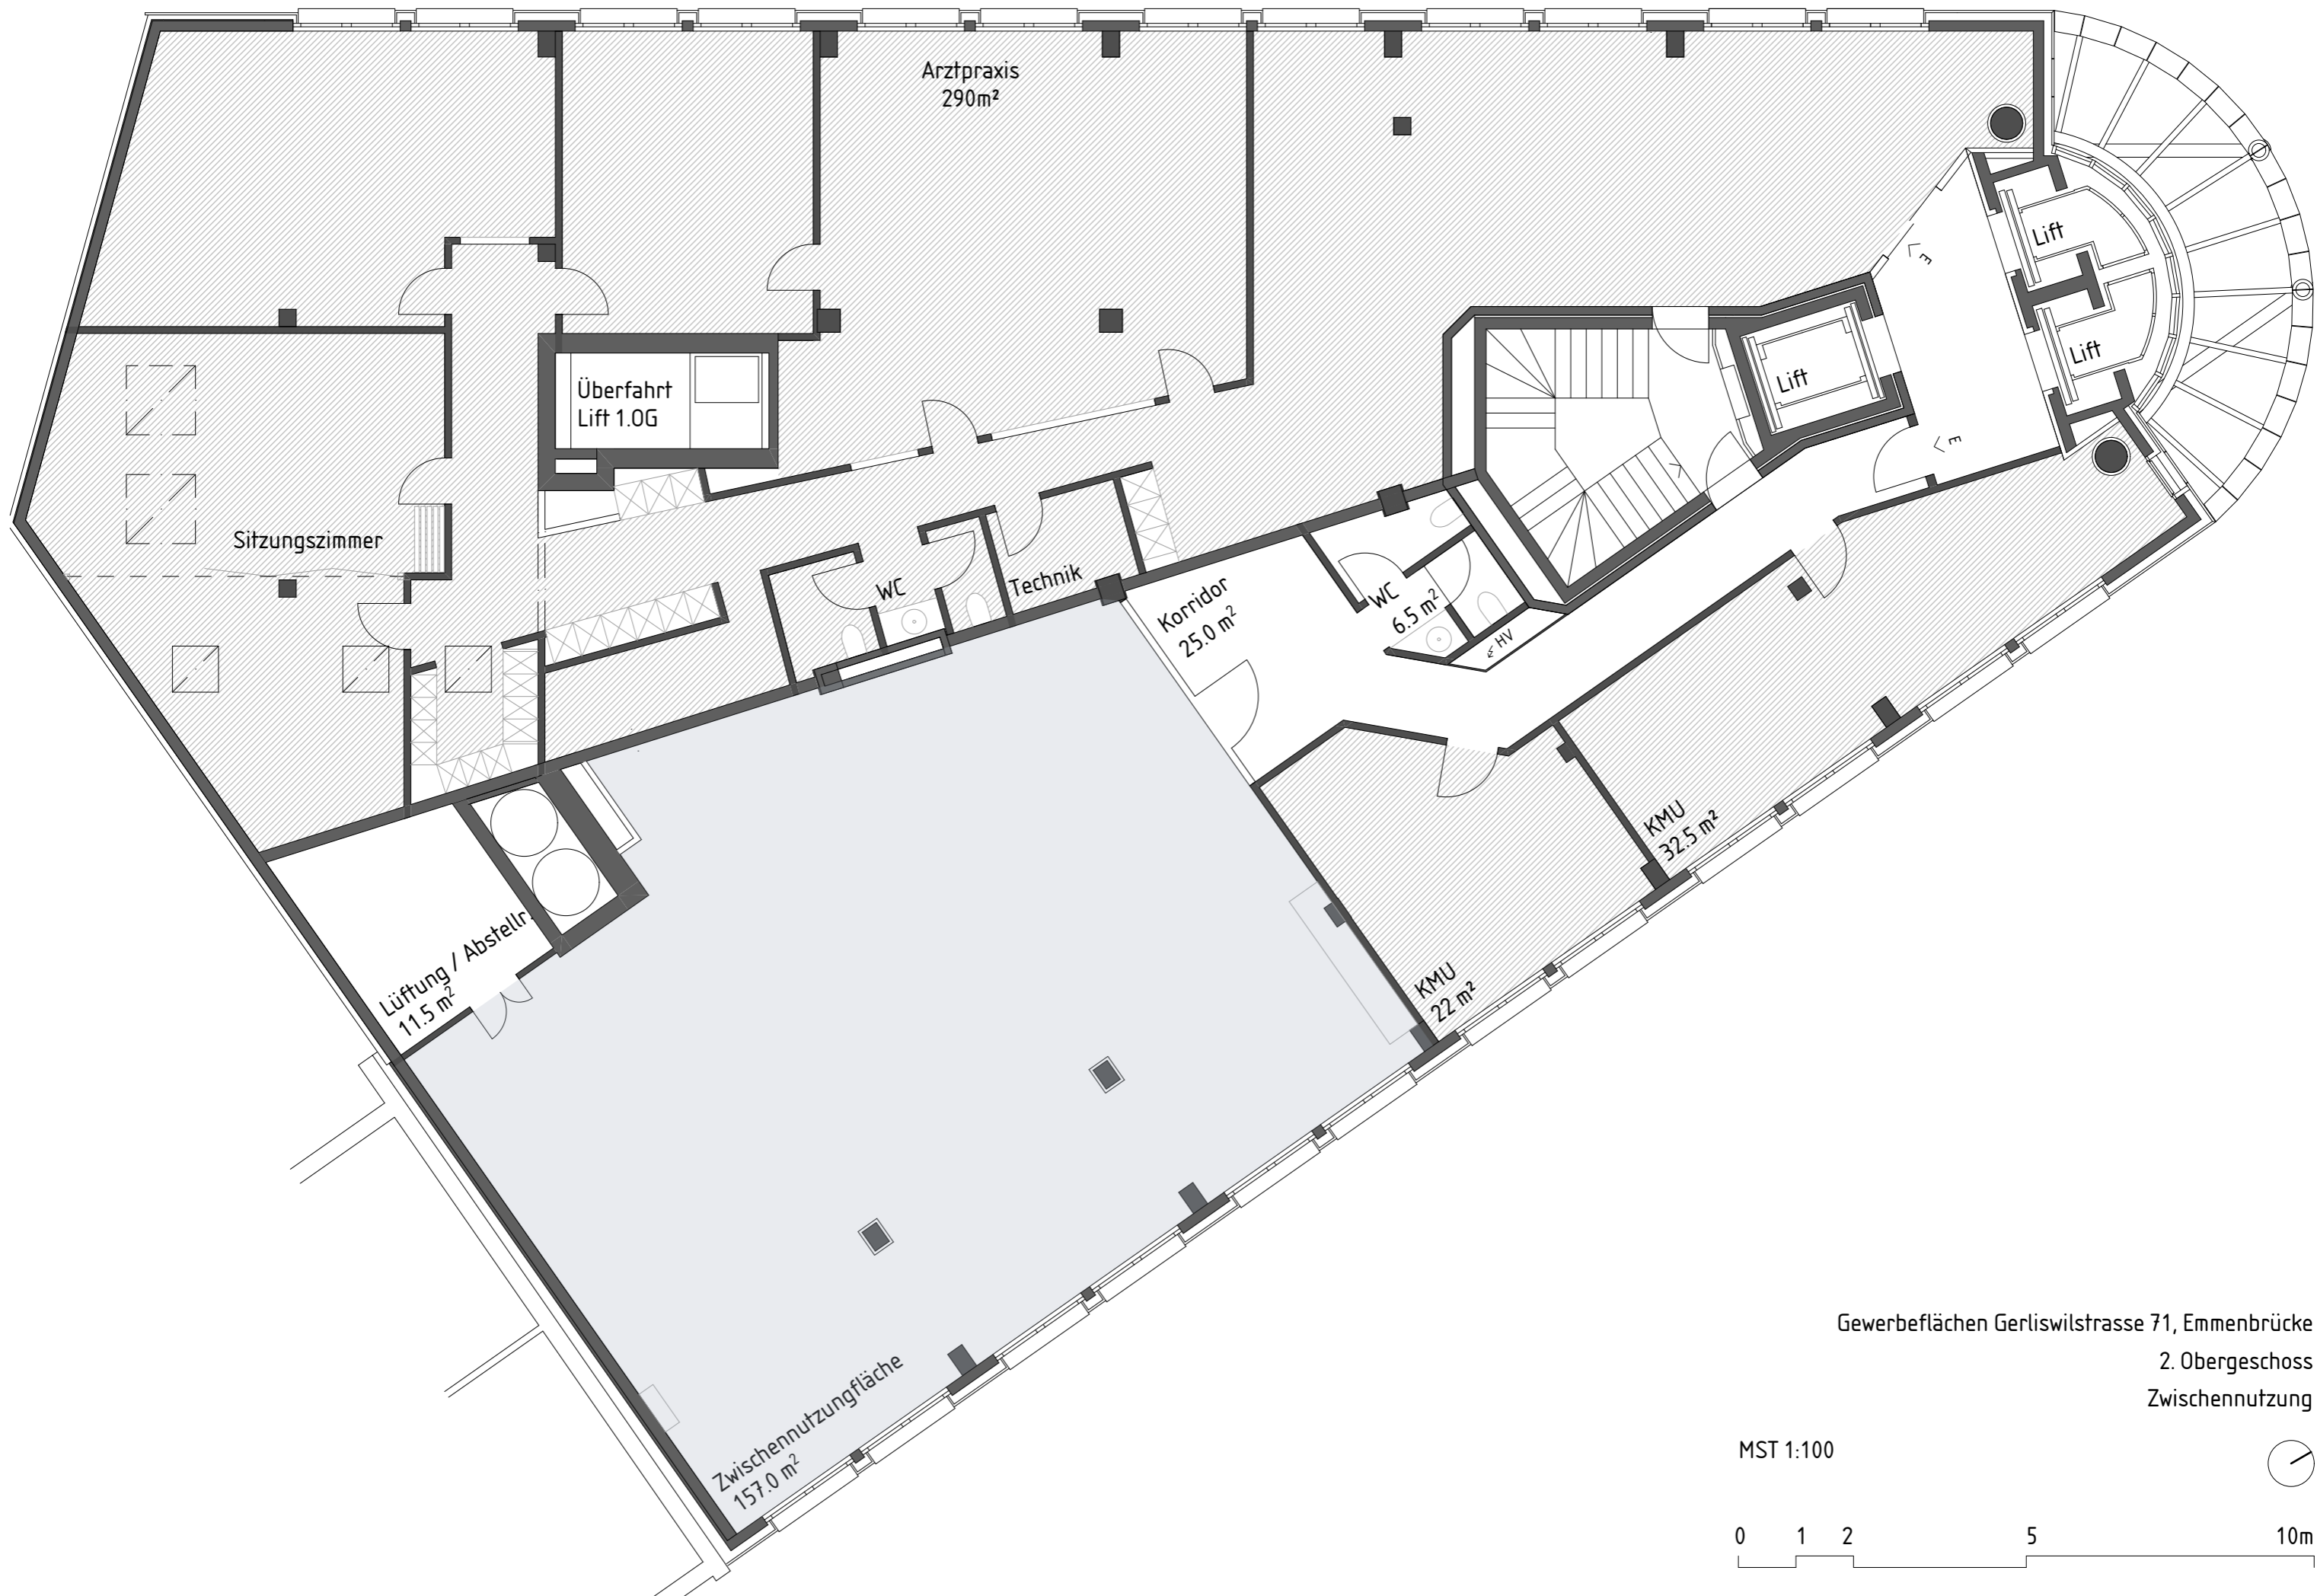 Arztpraxis
290m²
Lift
Lift
Lift
Überfahrt
Lift 1.OG
E
E
Sitzungszimmer
WC
Technik
Korridor
25.0 m²
WC
6.5 m²
HV
KMU
32.5 m²
Lüftung / Abstellr.
11.5 m²
KMU
22 m²
Zwischennutzungfläche
157.0 m²
Gewerbeflächen Gerliswilstrasse 71, Emmenbrücke
2. Obergeschoss
Zwischennutzung
MST 1:100
0 1 2 5 10m